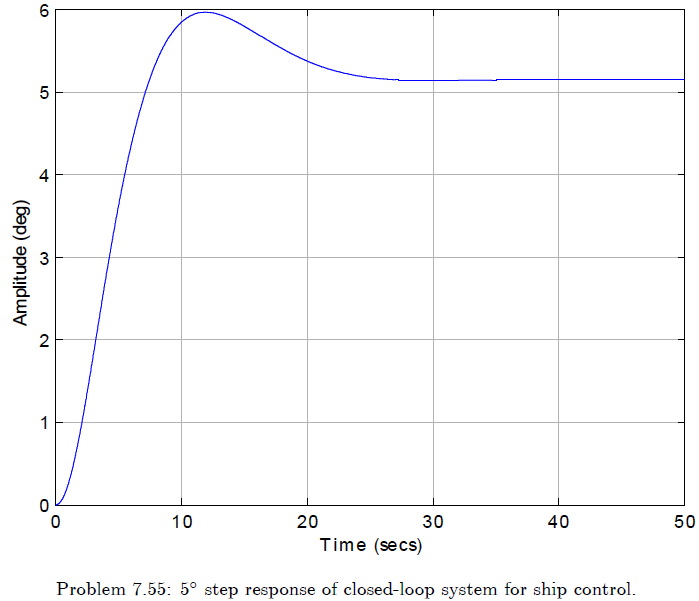 6
5
4
3
2
1
0
Amplitude (deg)
0 10 20 30 40 50
Time (secs)
Problem 7.55: 5° step response of closed-loop system for ship control.